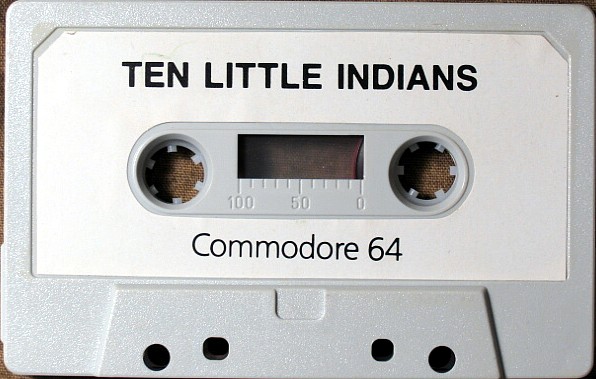 TEN LITTLE INDIANS
100 50 0
Commodore 64